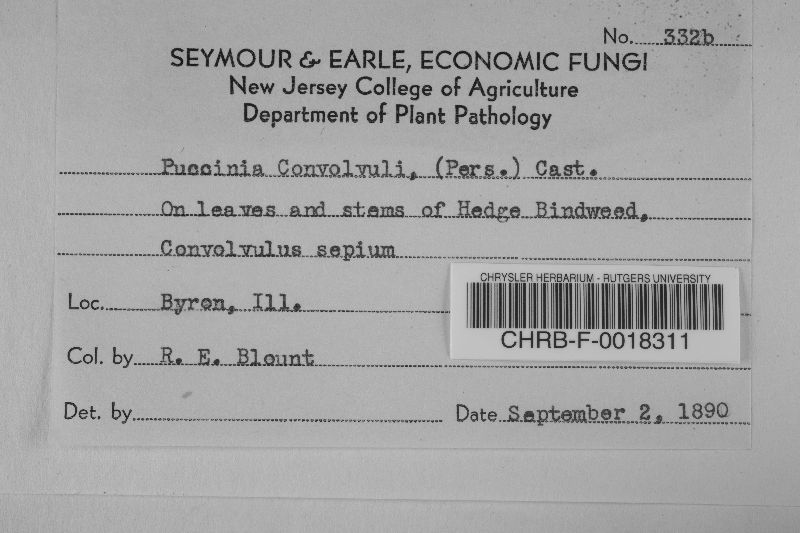 No. 332b
SEYMOUR & EARLE, ECONOMIC FUNGI
New Jersey College of Agriculture
Department of Plant Pathology
Puccinia Convolvuli, (Pers.) Cast.
On leaves and stems of Hedge Bindweed,
Convolvulus sepium
CHRYSLER HERBARIUM - RUTGERS UNIVERSITY
CHRB-F-0018311
Loc. Byron, Ill.
Col. by R. E. Blount
Det. by
Date September 2, 1890